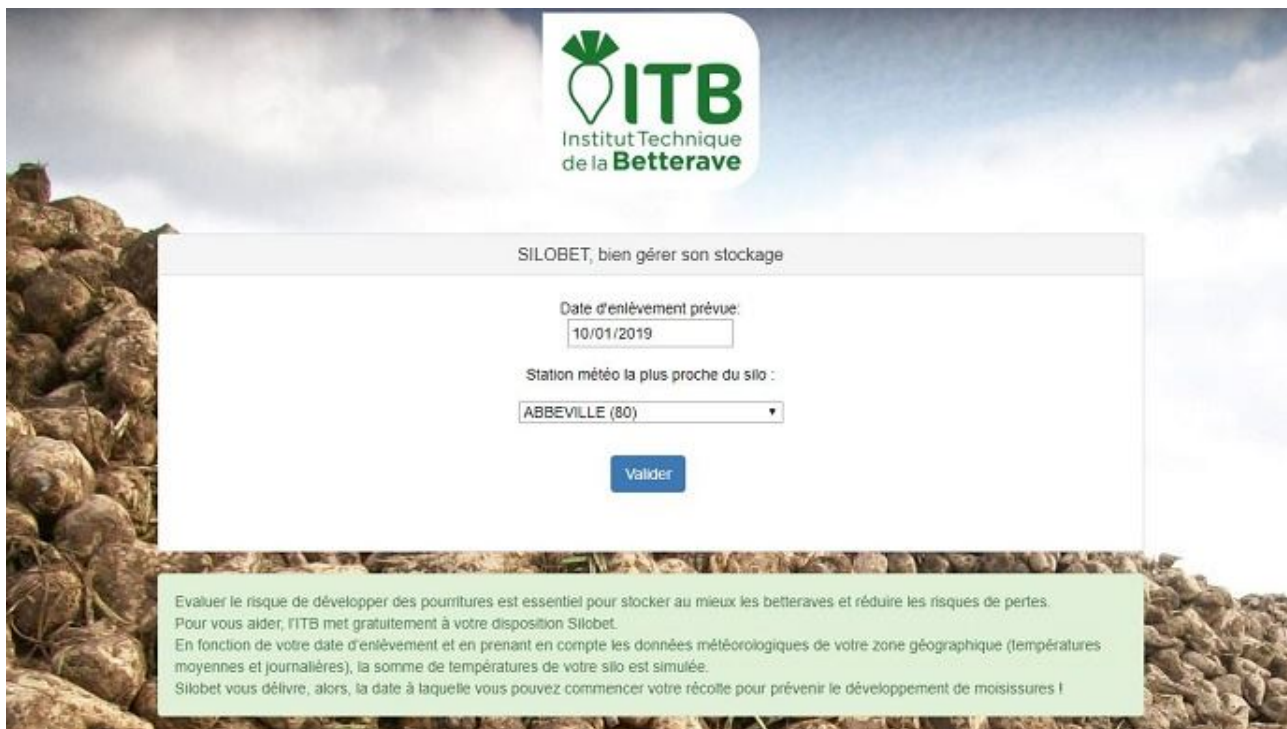 ITB
Institut Technique
de la Betterave
SILOBET, bien gérer son stockage
Date d'enlèvement prévue:
10/01/2019
Station météo la plus proche du silo :
ABBEVILLE (80)
Valider
Evaluer le risque de développer des pourritures est essentiel pour stocker au mieux les betteraves et réduire les risques de pertes.
Pour vous aider, l'ITB met gratuitement à votre disposition Silobet.
En fonction de votre date d'enlèvement et en prenant en compte les données météorologiques de votre zone géographique (températures
moyennes et journalières), la somme de températures de votre silo est simulée.
Silobet vous délivre, alors, la date à laquelle vous pouvez commencer votre récolte pour prévenir le développement de moisissures !